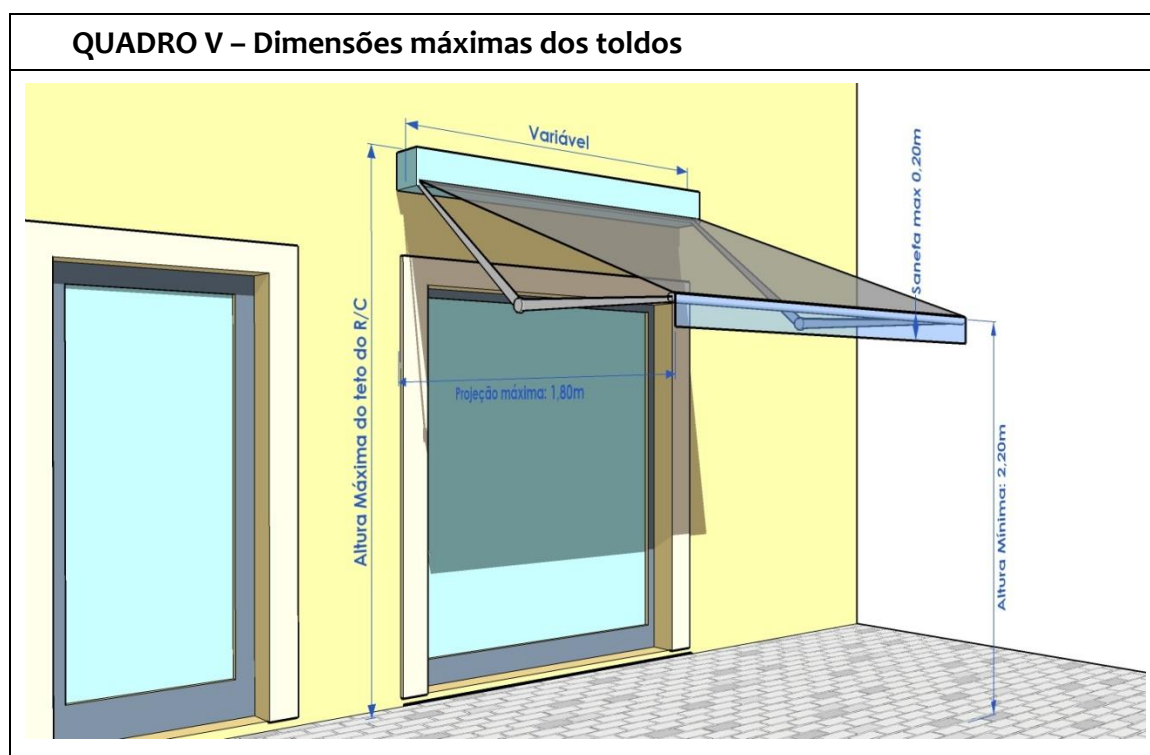 QUADRO V – Dimensões máximas dos toldos
Variável
Sanefa max 0,20m
Altura Máxima do teto do R/C
Projeção máxima: 1,80m
Altura Mínima: 2,20m